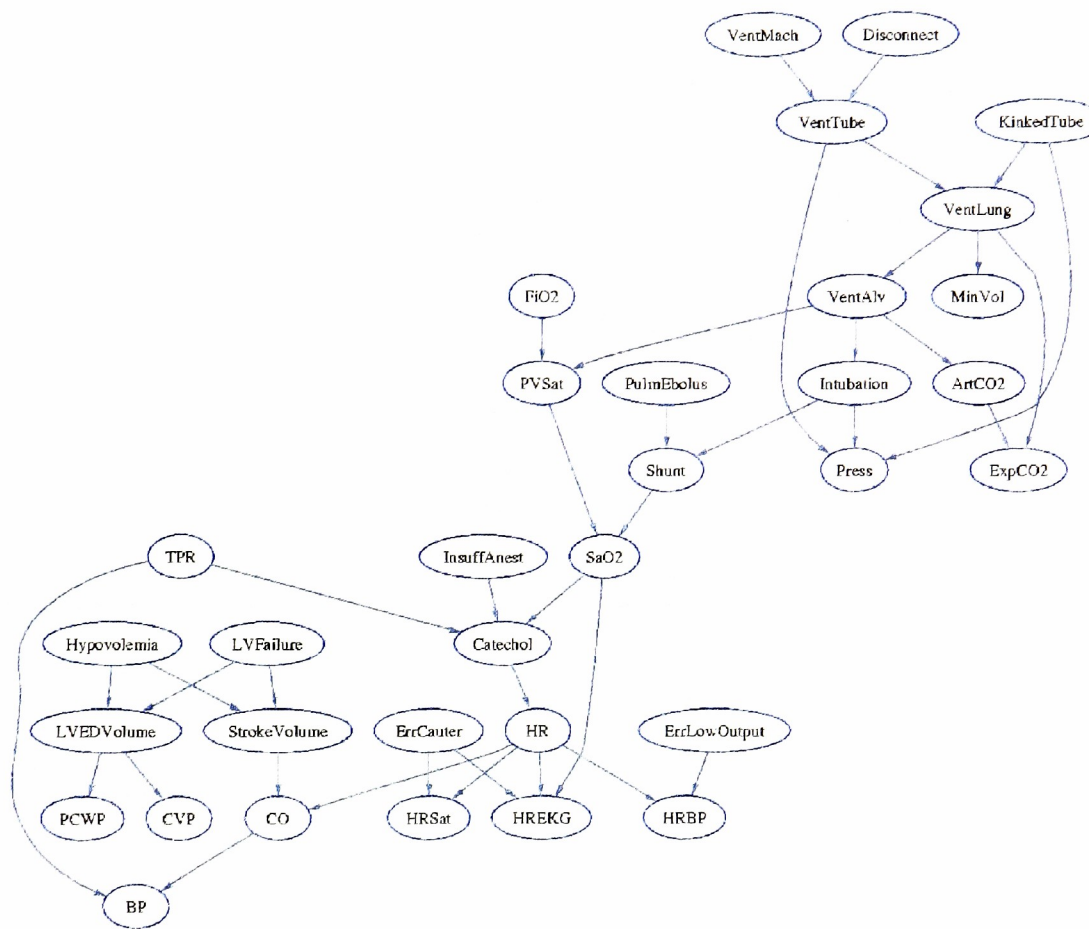 VentMach Disconnect
VentTube KinkedTube
VentLung
FiO2 VentAlv MinVol
PVSat PulmEbolus Intubation ArtCO2
Shunt Press ExpCO2
TPR InsuffAnest SaO2
Hypovolemia LVFailure Catechol
LVEDVolume StrokeVolume ErrCauter HR ErrLowOutput
PCWP CVP CO HRSat HREKG HRBP
BP